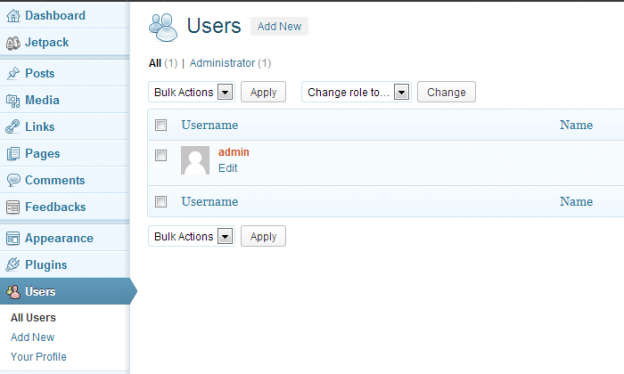 Dashboard
Jetpack
Posts
Media
Links
Pages
Comments
Feedbacks
Appearance
Plugins
Users
All Users
Add New
Your Profile
Users Add New
All (1) | Administrator (1)
Bulk Actions Apply Change role to... Change
Username Name
admin
Edit
Username Name
Bulk Actions Apply